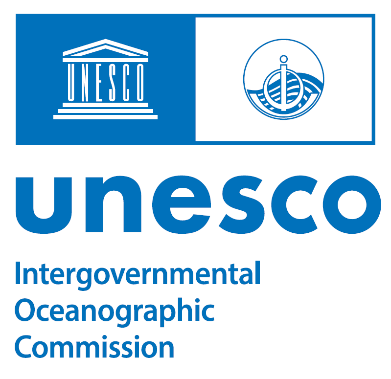 UNESCO
unesco
Intergovernmental
Oceanographic
Commission